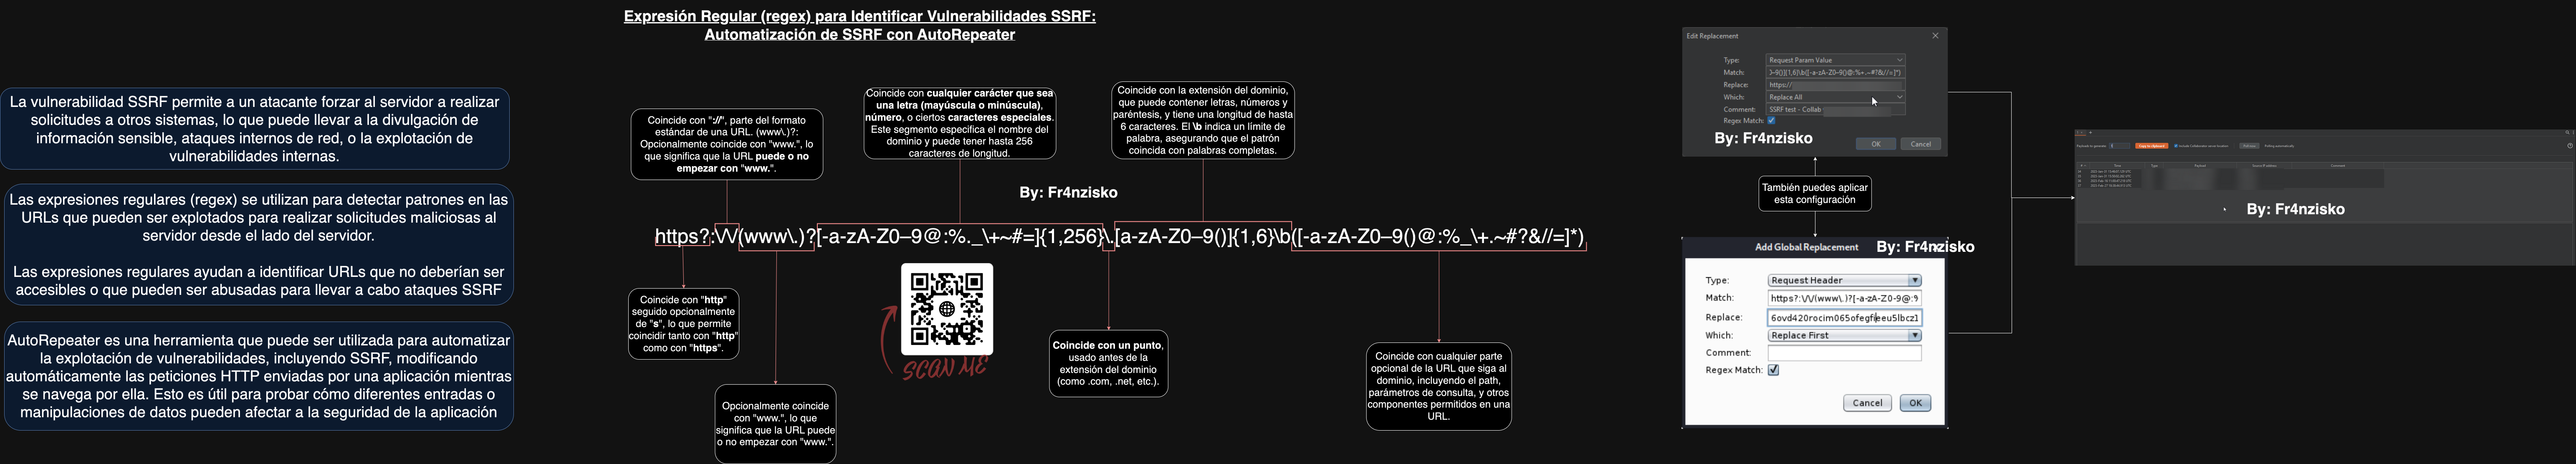 Expresión Regular (regex) para Identificar Vulnerabilidades SSRF:
Automatización de SSRF con AutoRepeater
La vulnerabilidad SSRF permite a un atacante forzar al servidor a realizar
solicitudes a otros sistemas, lo que puede llevar a la divulgación de
información sensible, ataques internos de red, o la explotación de
vulnerabilidades internas.
Las expresiones regulares (regex) se utilizan para detectar patrones en las
URLs que pueden ser explotados para realizar solicitudes maliciosas al
servidor desde el lado del servidor.
Las expresiones regulares ayudan a identificar URLs que no deberían ser
accesibles o que pueden ser abusadas para llevar a cabo ataques SSRF
AutoRepeater es una herramienta que puede ser utilizada para automatizar
la explotación de vulnerabilidades, incluyendo SSRF, modificando
automáticamente las peticiones HTTP enviadas por una aplicación mientras
se navega por ella. Esto es útil para probar cómo diferentes entradas o
manipulaciones de datos pueden afectar a la seguridad de la aplicación
Coincide con "://", parte del formato
estándar de una URL. (www\.)?:
Opcionalmente coincide con "www.", lo
que significa que la URL puede o no
empezar con "www.".
Coincide con cualquier carácter que sea
una letra (mayúscula o minúscula),
número, o ciertos caracteres especiales.
Este segmento especifica el nombre del
dominio y puede tener hasta 256
caracteres de longitud.
Coincide con la extensión del dominio,
que puede contener letras, números y
paréntesis, y tiene una longitud de hasta
6 caracteres. El \b indica un límite de
palabra, asegurando que el patrón
coincida con palabras completas.
By: Fr4nzisko
https?:\/\/(www\.)?[-a-zA-Z0–9@:%._\+~#=]{1,256}\.[a-zA-Z0–9()]{1,6}\b([-a-zA-Z0–9()@:%_\+.~#?&//=]*)
Coincide con "http"
seguido opcionalmente
de "s", lo que permite
coincidir tanto con "http"
como con "https".
Opcionalmente coincide
con "www.", lo que
significa que la URL puede
o no empezar con "www.".
SCAN ME
Coincide con un punto,
usado antes de la
extensión del dominio
(como .com, .net, etc.).
Coincide con cualquier parte
opcional de la URL que siga al
dominio, incluyendo el path,
parámetros de consulta, y otros
componentes permitidos en una
URL.
Edit Replacement
Type: Request Param Value
Match: )-9()]{1,6}\b([-a-zA-Z0-9()@:%+.~#?&//=]*)
Replace: https://
Which: Replace All
Comment: SSRF test - Collab
Regex Match:
By: Fr4nzisko
OK Cancel
También puedes aplicar
esta configuración
Add Global Replacement
By: Fr4nzisko
Type: Request Header
Match: https?:\/\/(www\.)?[-a-zA-Z0-9@:%
Replace:
Which: Replace First
Comment:
Regex Match:
Cancel OK
Copy to clipboard
By: Fr4nzisko